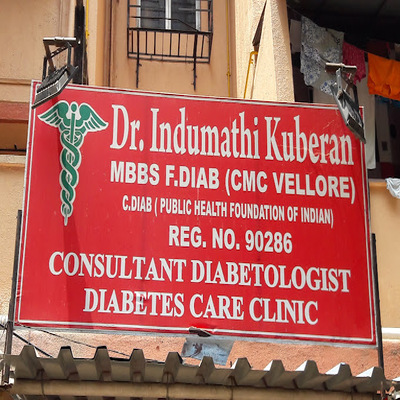 Dr. Indumathi Kuberan
MBBS F.DIAB (CMC VELLORE)
C.DIAB ( PUBLIC HEALTH FOUNDATION OF INDIAN)
REG. NO. 90286
CONSULTANT DIABETOLOGIST
DIABETES CARE CLINIC